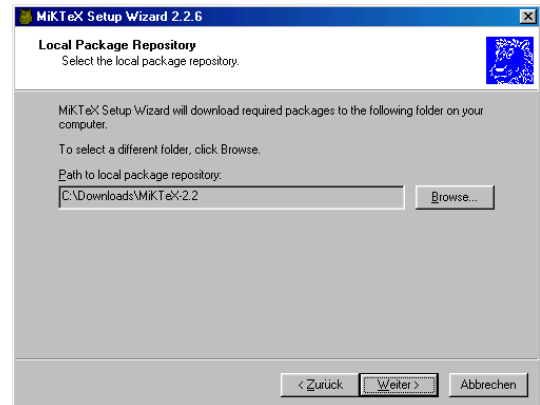 MiKTeX Setup Wizard 2.2.6
Local Package Repository
Select the local package repository.
MiKTeX Setup Wizard will download required packages to the following folder on your
computer.
To select a different folder, click Browse.
Path to local package repository:
C:\Downloads\MiKTeX-2.2
Browse...
< Zurück Weiter > Abbrechen